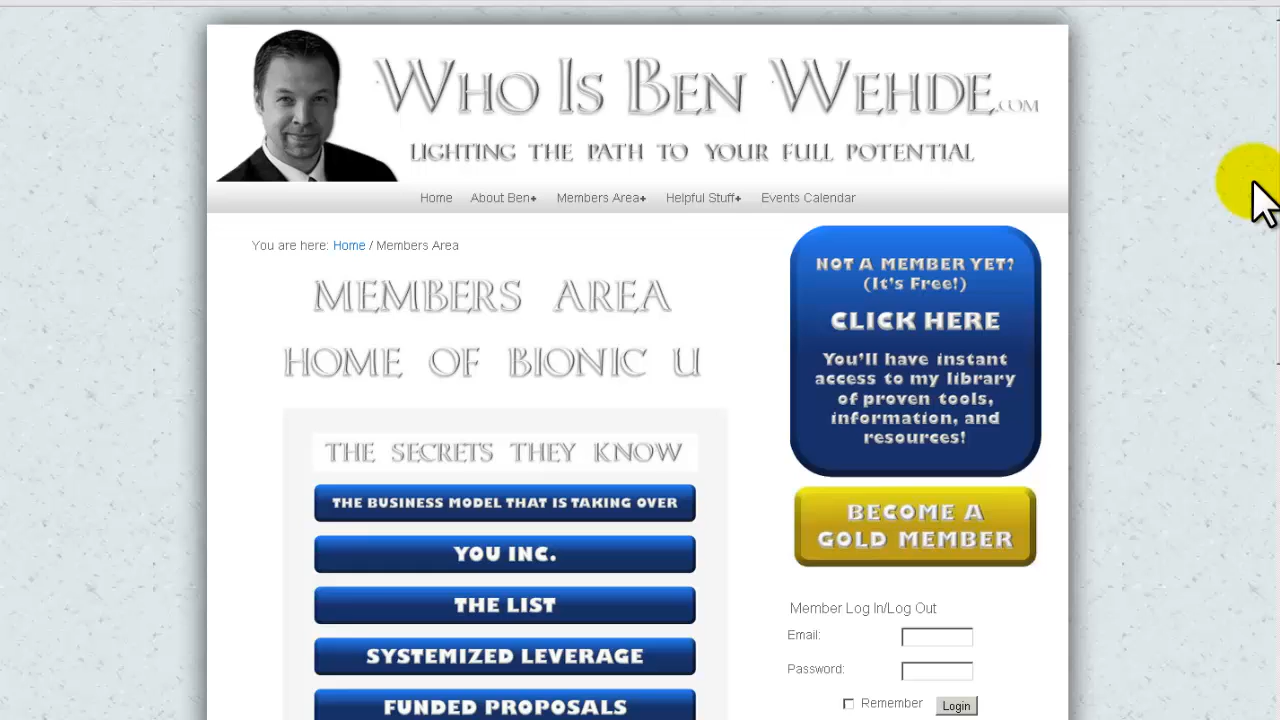 WHO IS BEN WEHDE.COM
LIGHTING THE PATH TO YOUR FULL POTENTIAL
Home About Ben+ Members Area+ Helpful Stuff+ Events Calendar
You are here: Home / Members Area
MEMBERS AREA
HOME OF BIONIC U
THE SECRETS THEY KNOW
THE BUSINESS MODEL THAT IS TAKING OVER
YOU INC.
THE LIST
SYSTEMIZED LEVERAGE
FUNDED PROPOSALS
NOT A MEMBER YET?
(It's Free!)
CLICK HERE
You'll have instant
access to my library
of proven tools,
information, and
resources!
BECOME A
GOLD MEMBER
Member Log In/Log Out
Email:
Password:
Remember Login